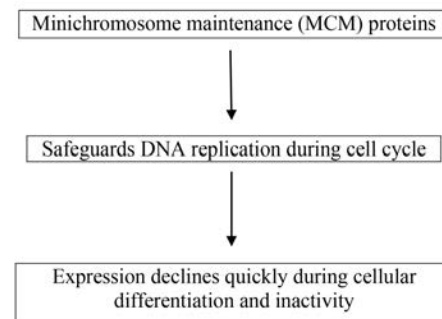 Minichromosome maintenance (MCM) proteins
Safeguards DNA replication during cell cycle
Expression declines quickly during cellular
differentiation and inactivity